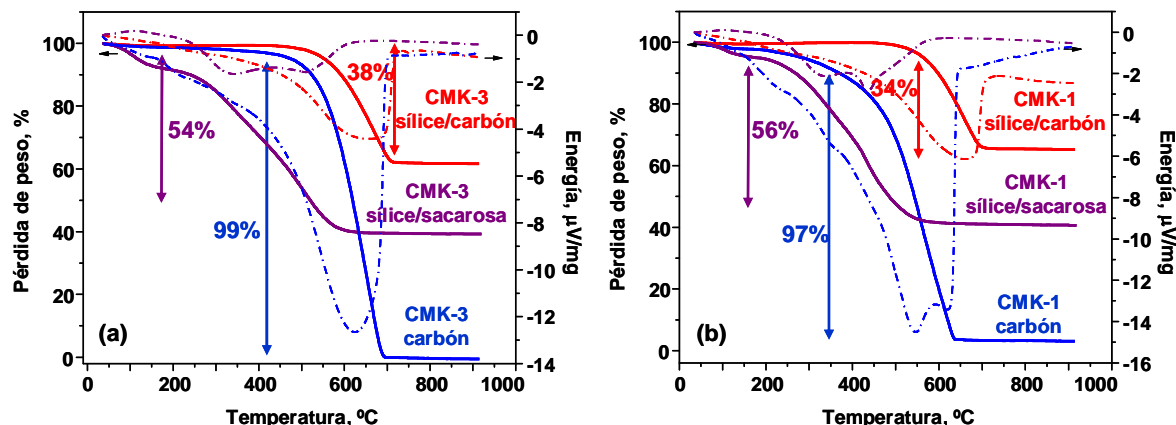 100
80
60
40
20
0
Pérdida de peso, %
0
-2
-4
-6
-8
-10
-12
-14
Energía, µV/mg
0
200
400
600
800
1000
Temperatura, ºC
38%
CMK-3
sílice/carbón
54%
CMK-3
sílice/sacarosa
99%
CMK-3
carbón
(a)
100
80
60
40
20
0
Pérdida de peso, %
0
-2
-4
-6
-8
-10
-12
-14
-16
Energía, µV/mg
0
200
400
600
800
1000
Temperatura, ºC
34%
CMK-1
sílice/carbón
56%
CMK-1
sílice/sacarosa
97%
CMK-1
carbón
(b)